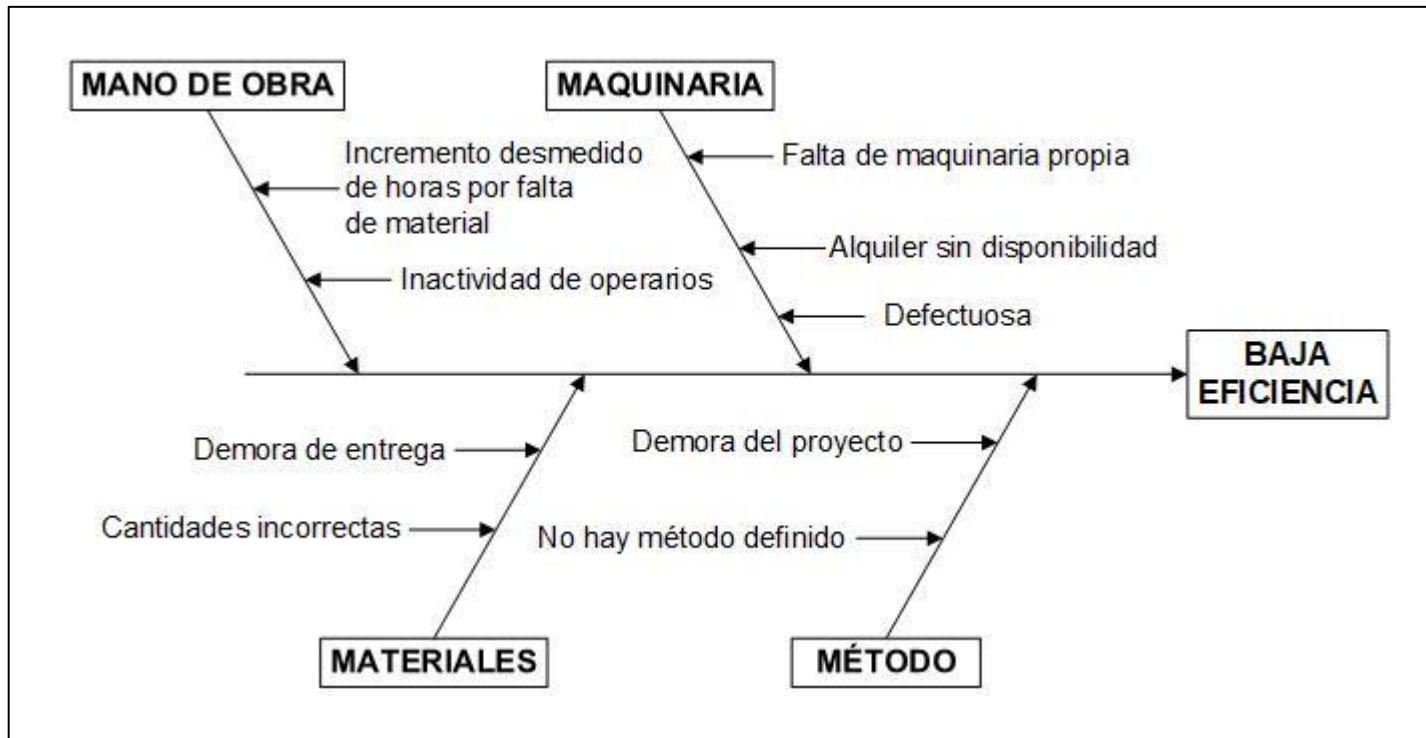 MANO DE OBRA
MAQUINARIA
Incremento desmedido
de horas por falta
de material
Inactividad de operarios
Falta de maquinaria propia
Alquiler sin disponibilidad
Defectuosa
BAJA
EFICIENCIA
Demora de entrega
Cantidades incorrectas
Demora del proyecto
No hay método definido
MATERIALES
MÉTODO